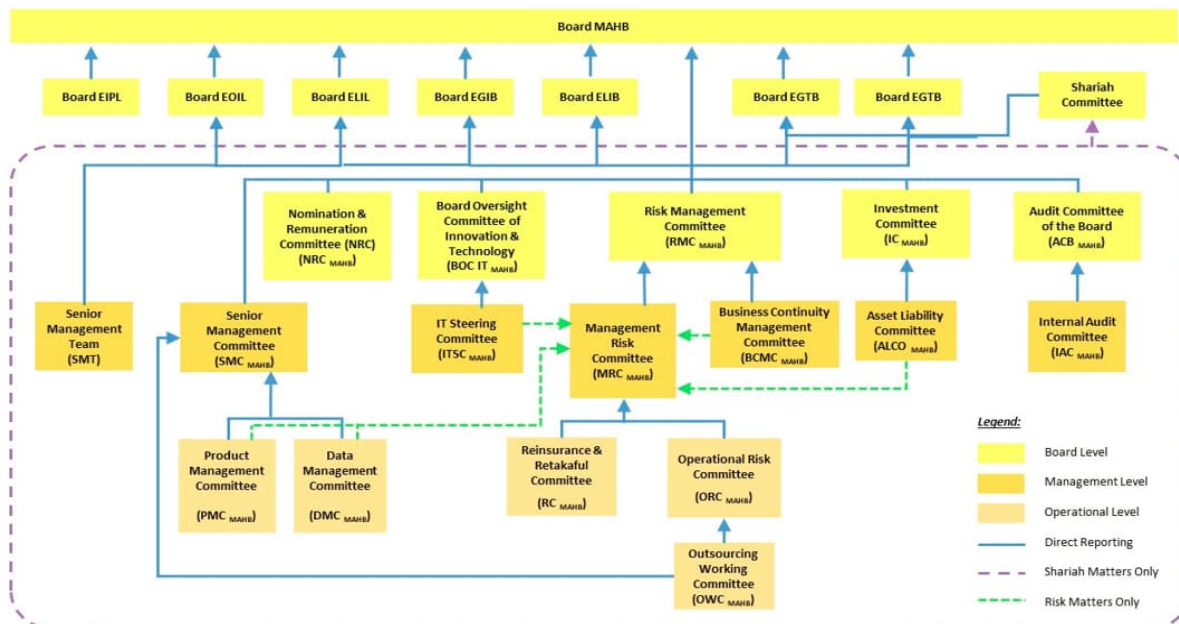 Board MAHB
Board EIPL
Board EOIL
Board ELIL
Board EGIB
Board ELIB
Board EGTB
Board EGTB
Shariah
Committee
Nomination &
Remuneration
Committee (NRC)
(NRC MAHB)
Board Oversight
Committee of
Innovation &
Technology
(BOC IT MAHB)
Risk Management
Committee
(RMC MAHB)
Investment
Committee
(IC MAHB)
Audit Committee
of the Board
(ACB MAHB)
Senior
Management
Team
(SMT)
Senior
Management
Committee
(SMC MAHB)
IT Steering
Committee
(ITSC MAHB)
Management
Risk
Committee
(MRC MAHB)
Business Continuity
Management
Committee
(BCMC MAHB)
Asset Liability
Committee
(ALCO MAHB)
Internal Audit
Committee
(IAC MAHB)
Product
Management
Committee
(PMC MAHB)
Data
Management
Committee
(DMC MAHB)
Reinsurance &
Retakaful
Committee
(RC MAHB)
Operational Risk
Committee
(ORC MAHB)
Outsourcing
Working
Committee
(OWC MAHB)
Legend:
Board Level
Management Level
Operational Level
Direct Reporting
Shariah Matters Only
Risk Matters Only